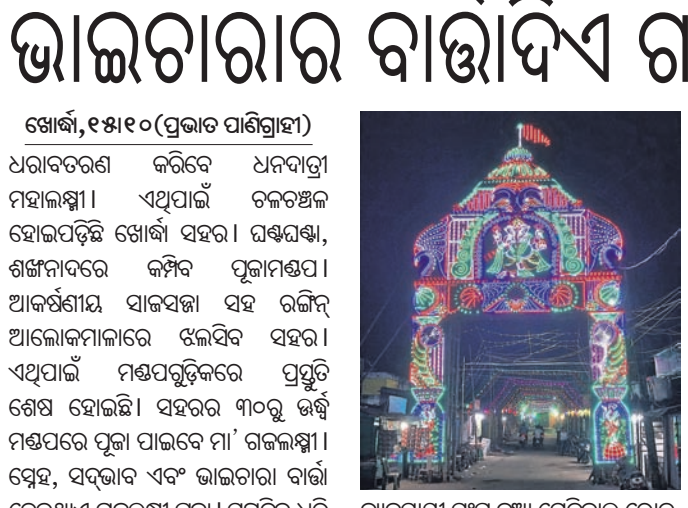 ଭାଇଚାରାର ବାର୍ତ୍ତାଦିଏ ଗ
ଖୋର୍ଦ୍ଧା,୧୫ା୧୦(ପ୍ରଭାତ ପାଣିଗ୍ରାହୀ)
ଧରାବତରଣ କରିବେ ଧନଦାତ୍ରୀ
ମହାଲକ୍ଷ୍ମୀ। ଏଥିପାଇଁ ଚଳଚଞ୍ଚଳ
ହୋଇପଡ଼ିଛି ଖୋର୍ଦ୍ଧା ସହର। ଘଣ୍ଟଘଣ୍ଟା,
ଶଙ୍ଖନାଦରେ କମ୍ପିବ ପୂଜାମଣ୍ଡପ।
ଆକର୍ଷଣୀୟ ସାଜସଜ୍ଜା ସହ ରଙ୍ଗିନ୍
ଆଲୋକମାଳାରେ ଝଲସିବ ସହର।
ଏଥିପାଇଁ ମଣ୍ଡପଗୁଡ଼ିକରେ ପ୍ରସ୍ତୁତି
ଶେଷ ହୋଇଛି। ସହରର ୩୦ରୁ ଊର୍ଦ୍ଧ୍ୱ
ମଣ୍ଡପରେ ପୂଜା ପାଇବେ ମା' ଗଜଲକ୍ଷ୍ମୀ।
ସ୍ନେହ, ସଦ୍‌ଭାବ ଏବଂ ଭାଇଚାରା ବାର୍ତ୍ତା